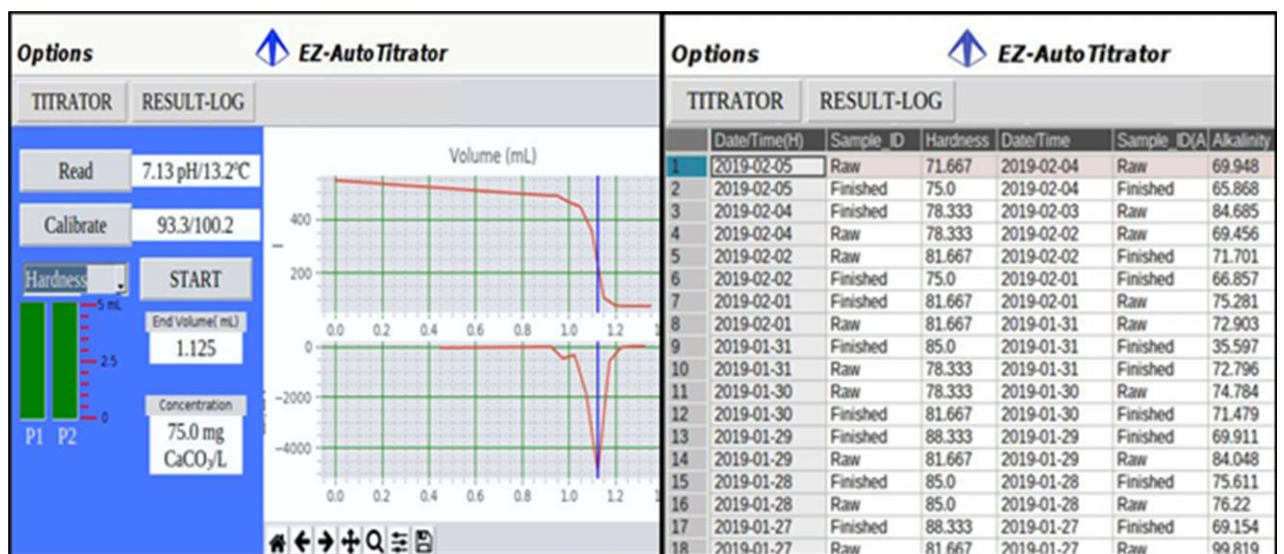 Options EZ-AutoTitrator
TITRATOR RESULT-LOG
Read 7.13 pH/13.2ºC
Calibrate 93.3/100.2
Hardness START
5 mL
2.5
0
P1 P2
End Volume( mL)
1.125
Concentration
75.0 mg
CaCO₃/L
Volume (mL)
400
200
0.0 0.2 0.4 0.6 0.8 1.0 1.2
0
−2000
−4000
0.0 0.2 0.4 0.6 0.8 1.0 1.2
Options EZ-AutoTitrator
TITRATOR RESULT-LOG
Date/Time(H) Sample_ID Hardness Date/Time Sample_ID(A Alkalinity
1 2019-02-05 Raw 71.667 2019-02-04 Raw 69.948
2 2019-02-05 Finished 75.0 2019-02-04 Finished 65.868
3 2019-02-04 Finished 78.333 2019-02-03 Raw 84.685
4 2019-02-04 Raw 78.333 2019-02-02 Raw 69.456
5 2019-02-02 Raw 81.667 2019-02-02 Finished 71.701
6 2019-02-02 Finished 75.0 2019-02-01 Finished 66.857
7 2019-02-01 Finished 81.667 2019-02-01 Raw 75.281
8 2019-02-01 Raw 81.667 2019-01-31 Raw 72.903
9 2019-01-31 Finished 85.0 2019-01-31 Finished 35.597
10 2019-01-31 Raw 78.333 2019-01-31 Finished 72.796
11 2019-01-30 Raw 78.333 2019-01-30 Raw 74.784
12 2019-01-30 Finished 81.667 2019-01-30 Finished 71.479
13 2019-01-29 Finished 88.333 2019-01-29 Finished 69.911
14 2019-01-29 Raw 81.667 2019-01-29 Raw 84.048
15 2019-01-28 Finished 85.0 2019-01-28 Finished 75.611
16 2019-01-28 Raw 85.0 2019-01-28 Raw 76.22
17 2019-01-27 Finished 88.333 2019-01-27 Finished 69.154
18 2019-01-27 Raw 81.667 2019-01-27 Raw 99.819